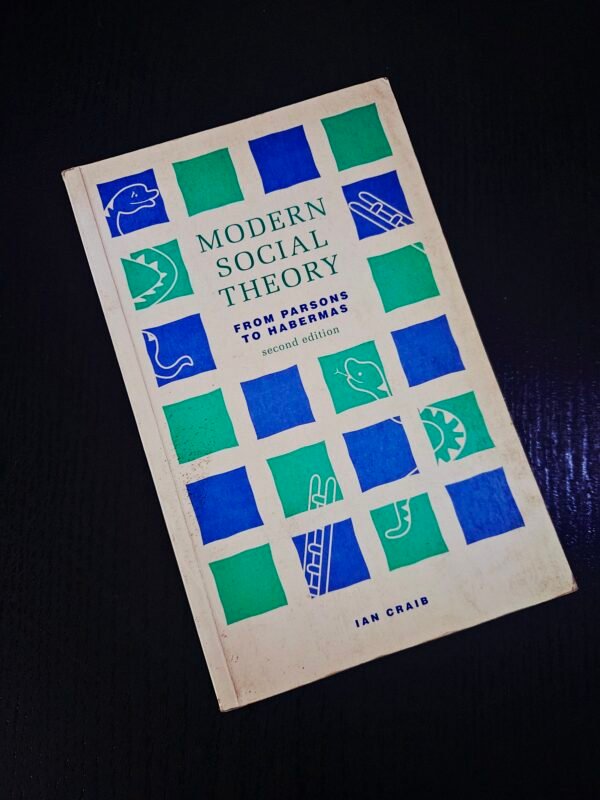 MODERN
SOCIAL
THEORY
FROM PARSONS
TO HABERMAS
second edition
IAN CRAIB